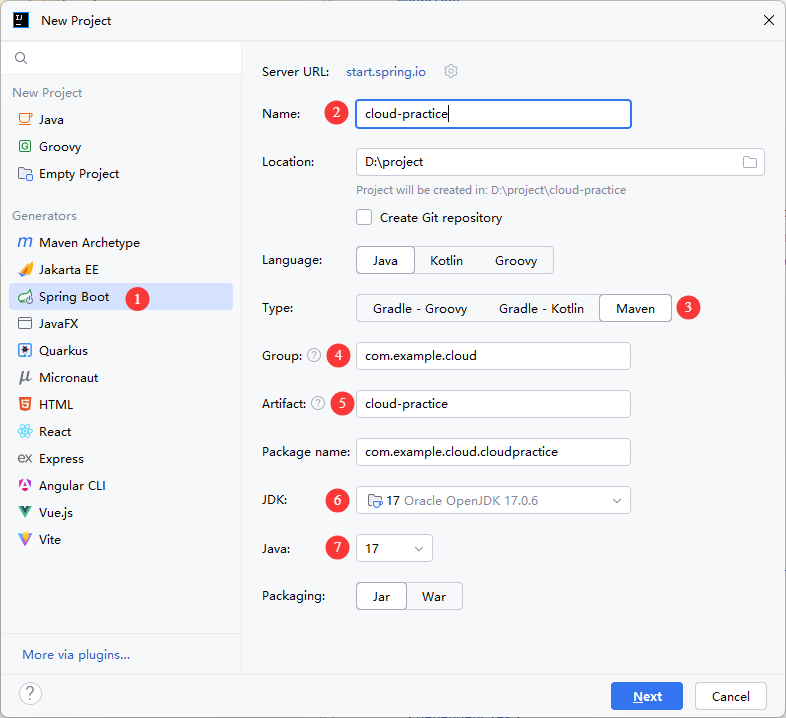 New Project
Server URL: start.spring.io
New Project
Java
Groovy
Empty Project
Generators
Maven Archetype
Jakarta EE
Spring Boot 1
JavaFX
Quarkus
Micronaut
HTML
React
Express
Angular CLI
Vue.js
Vite
More via plugins...
Name: 2 cloud-practice
Location: D:\project
Project will be created in: D:\project\cloud-practice
Create Git repository
Language: Java Kotlin Groovy
Type: Gradle - Groovy Gradle - Kotlin Maven 3
Group: ? 4 com.example.cloud
Artifact: ? 5 cloud-practice
Package name: com.example.cloud.cloudpractice
JDK: 6 17 Oracle OpenJDK 17.0.6
Java: 7 17
Packaging: Jar War
? Next Cancel